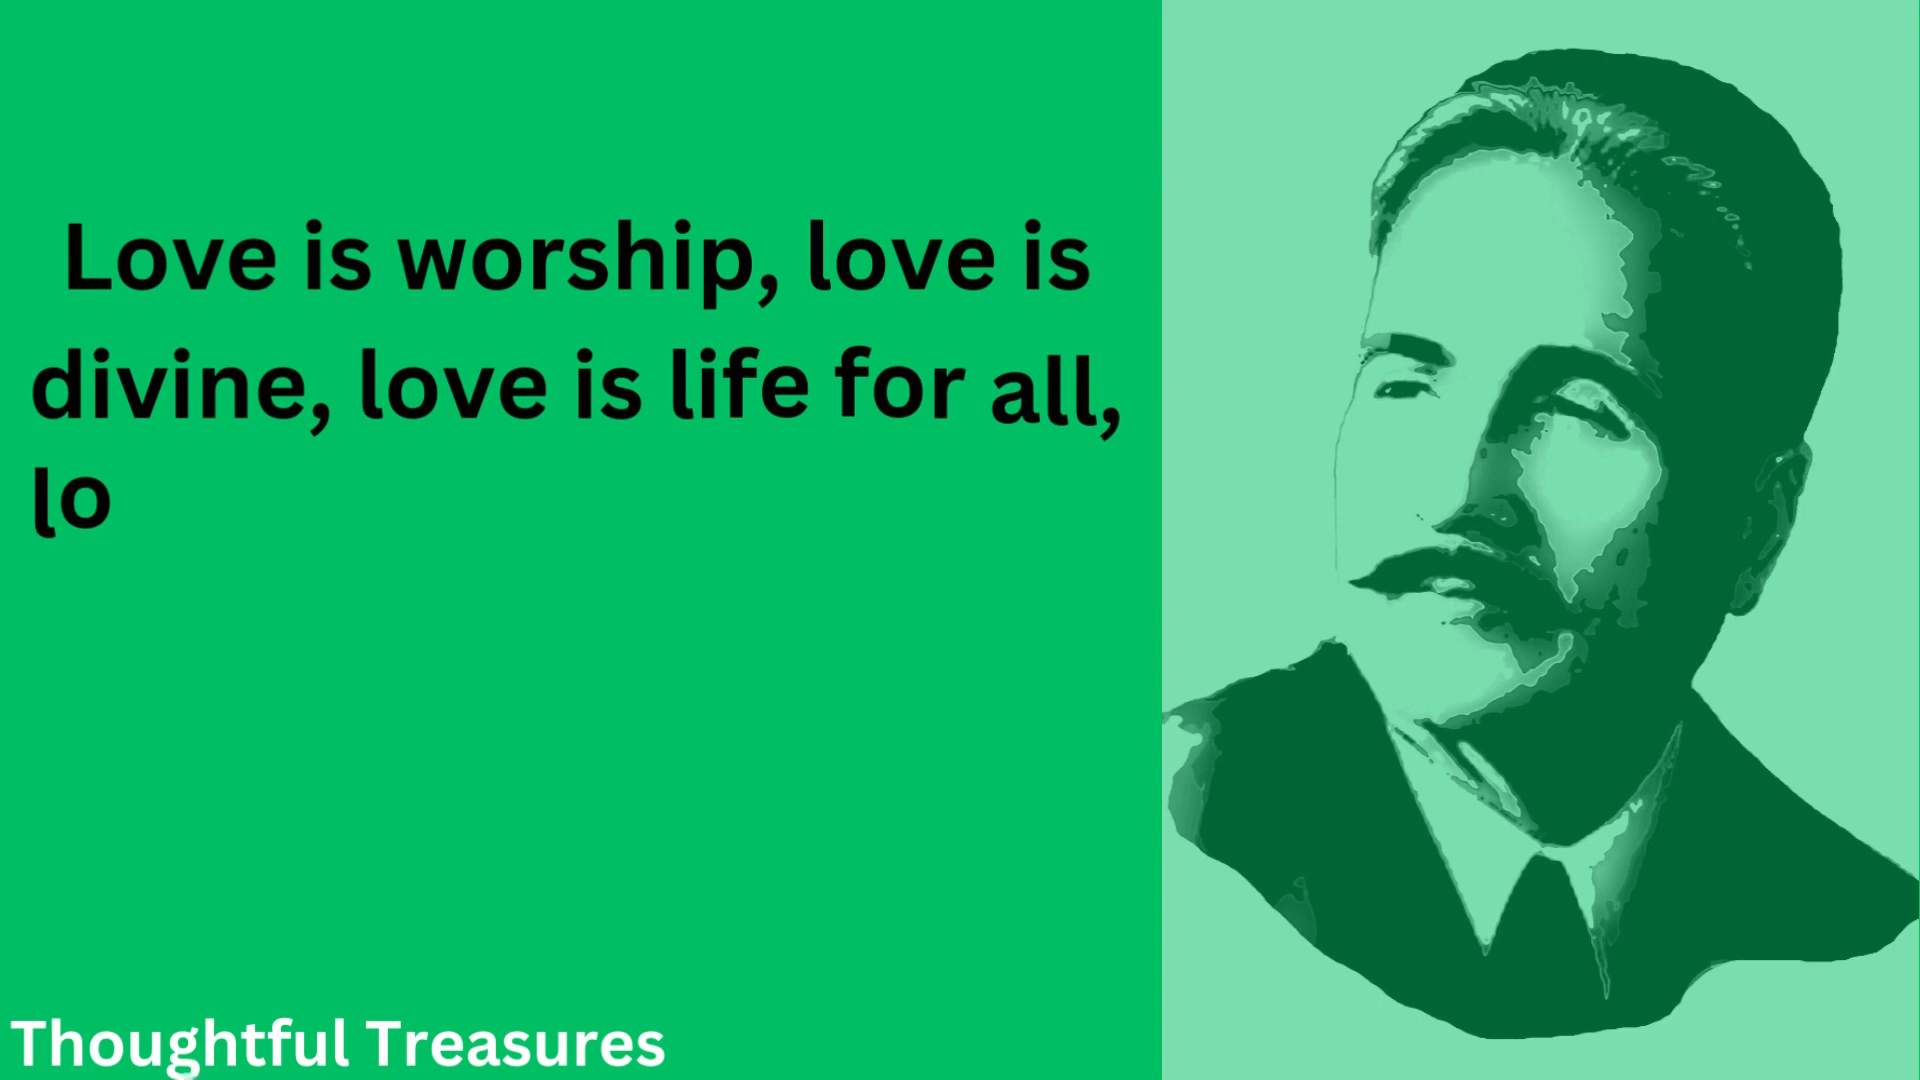 Love is worship, love is
divine, love is life for all,
lo
Thoughtful Treasures